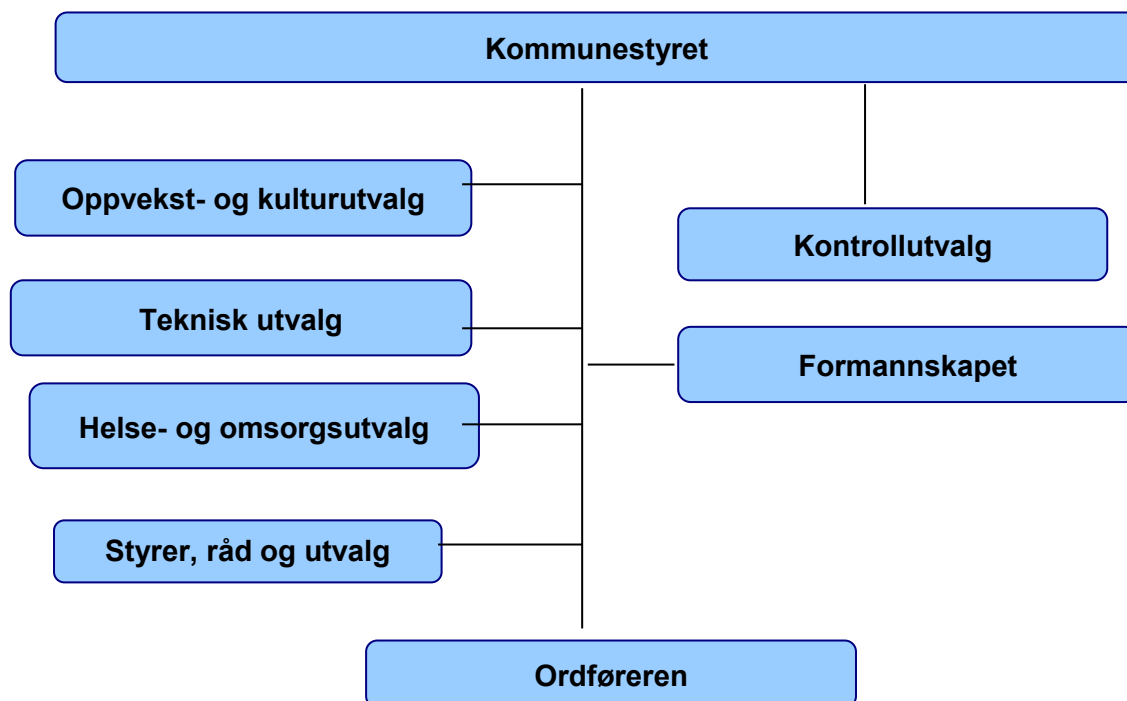 Kommunestyret
Oppvekst- og kulturutvalg
Kontrollutvalg
Teknisk utvalg
Formannskapet
Helse- og omsorgsutvalg
Styrer, råd og utvalg
Ordføreren